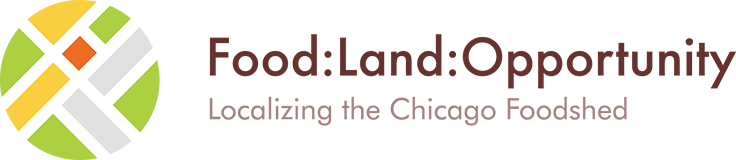 Food:Land:Opportunity
Localizing the Chicago Foodshed